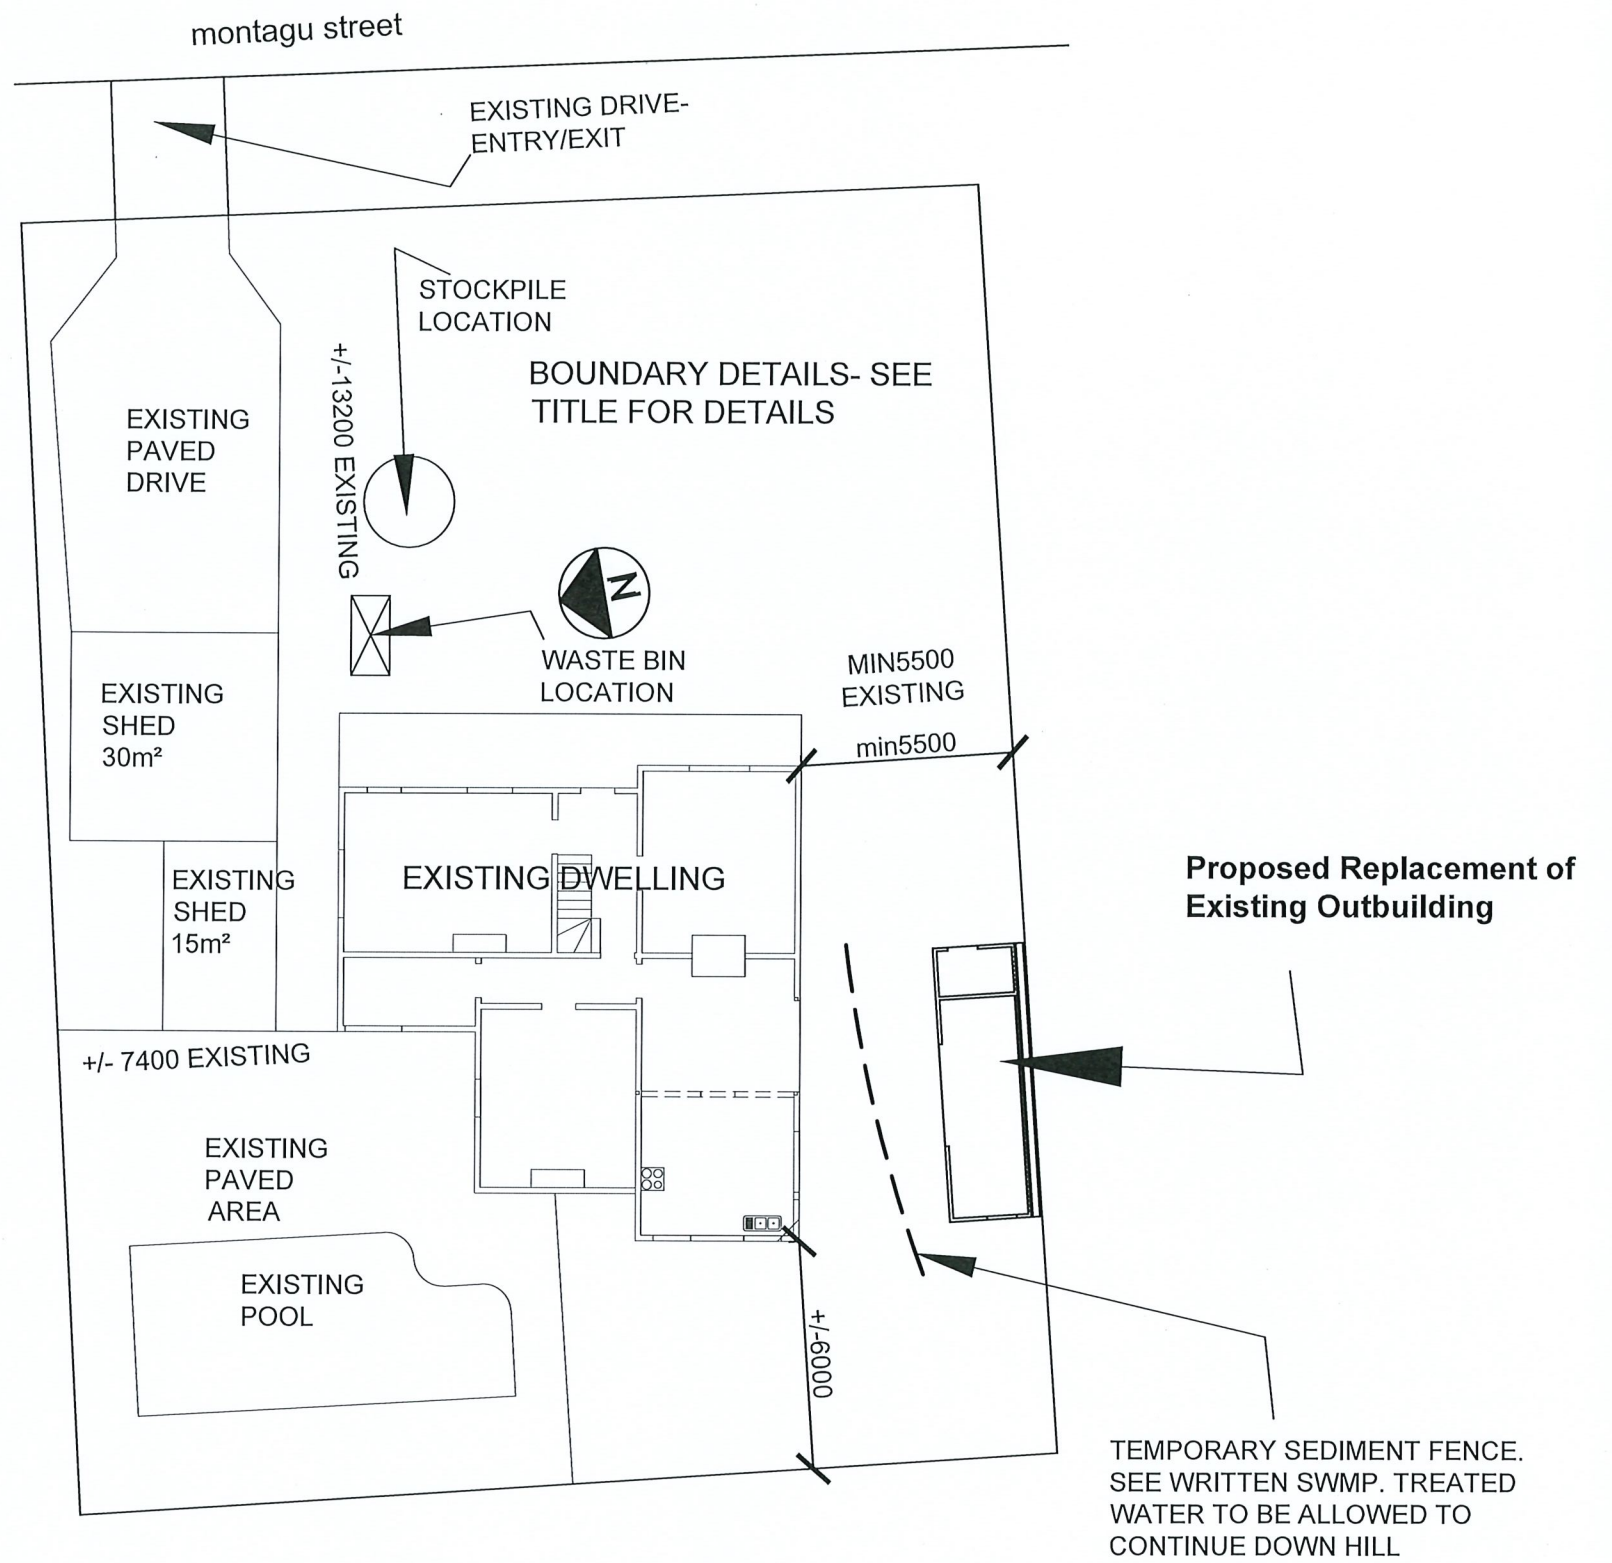 montagu street
EXISTING DRIVE-
ENTRY/EXIT
STOCKPILE
LOCATION
BOUNDARY DETAILS- SEE
TITLE FOR DETAILS
+/-13200 EXISTING
EXISTING
PAVED
DRIVE
N
WASTE BIN
LOCATION
MIN5500
EXISTING
min5500
EXISTING
SHED
30m²
EXISTING DWELLING
EXISTING
SHED
15m²
Proposed Replacement of
Existing Outbuilding
+/- 7400 EXISTING
EXISTING
PAVED
AREA
EXISTING
POOL
+/-6000
TEMPORARY SEDIMENT FENCE.
SEE WRITTEN SWMP. TREATED
WATER TO BE ALLOWED TO
CONTINUE DOWN HILL